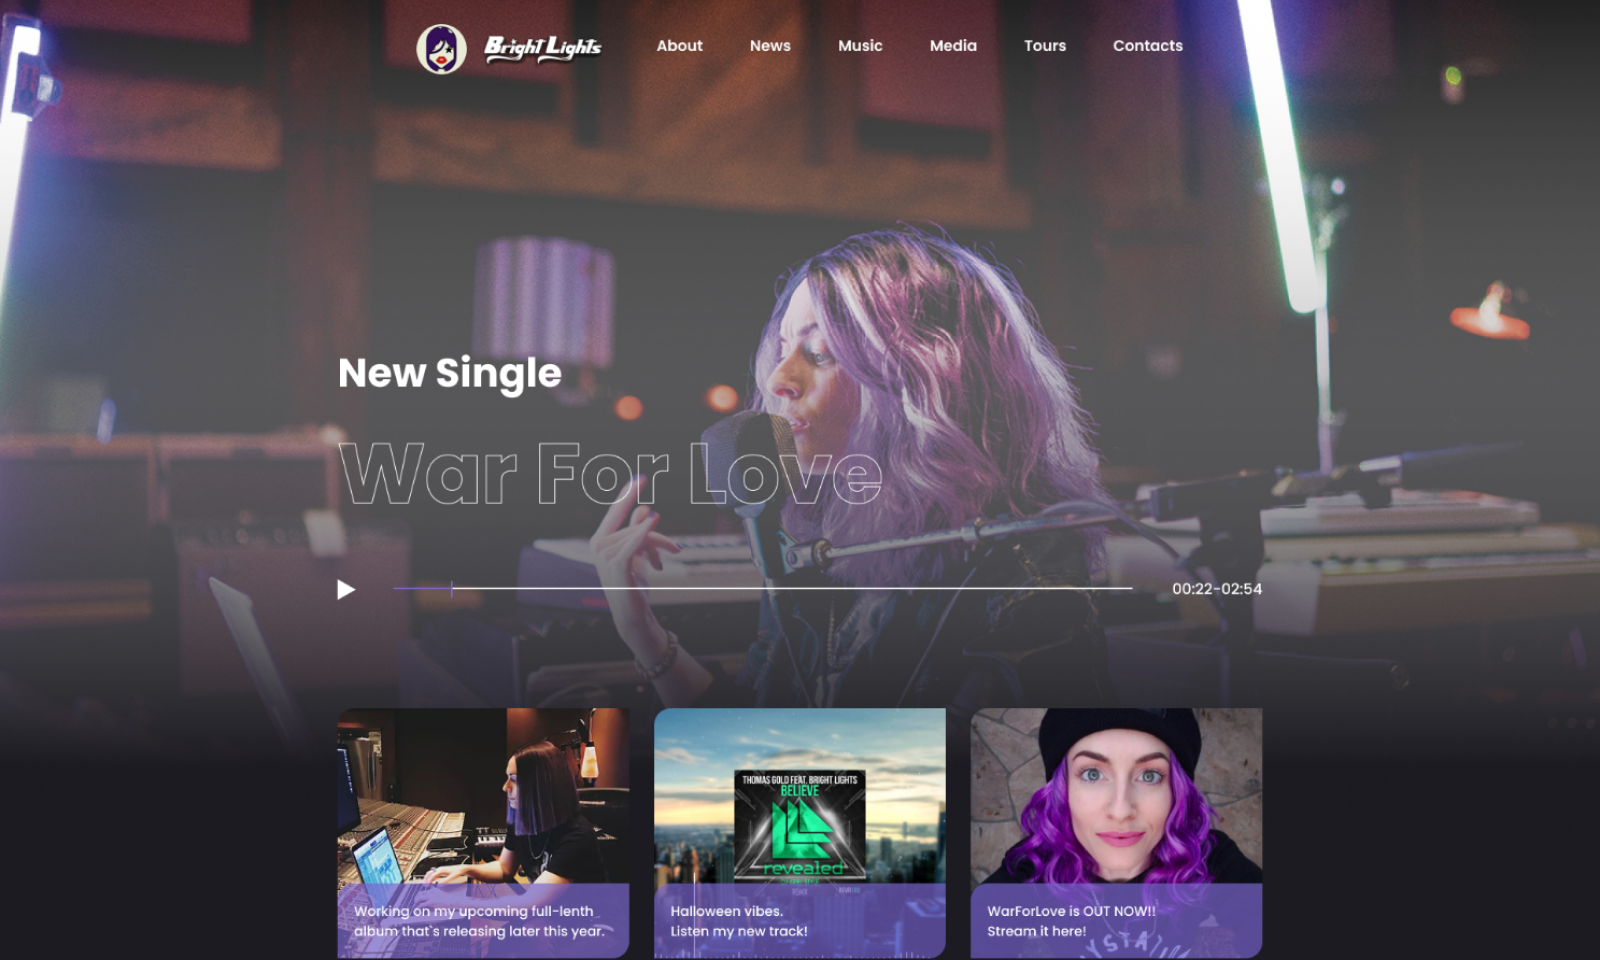 Bright Lights
About
News
Music
Media
Tours
Contacts
New Single
War For Love
00:22-02:54
THOMAS GOLD FEAT. BRIGHT LIGHTS
BELIEVE
revealed
Working on my upcoming full-lenth
album that`s releasing later this year.
Halloween vibes.
Listen my new track!
WarForLove is OUT NOW!!
Stream it here!